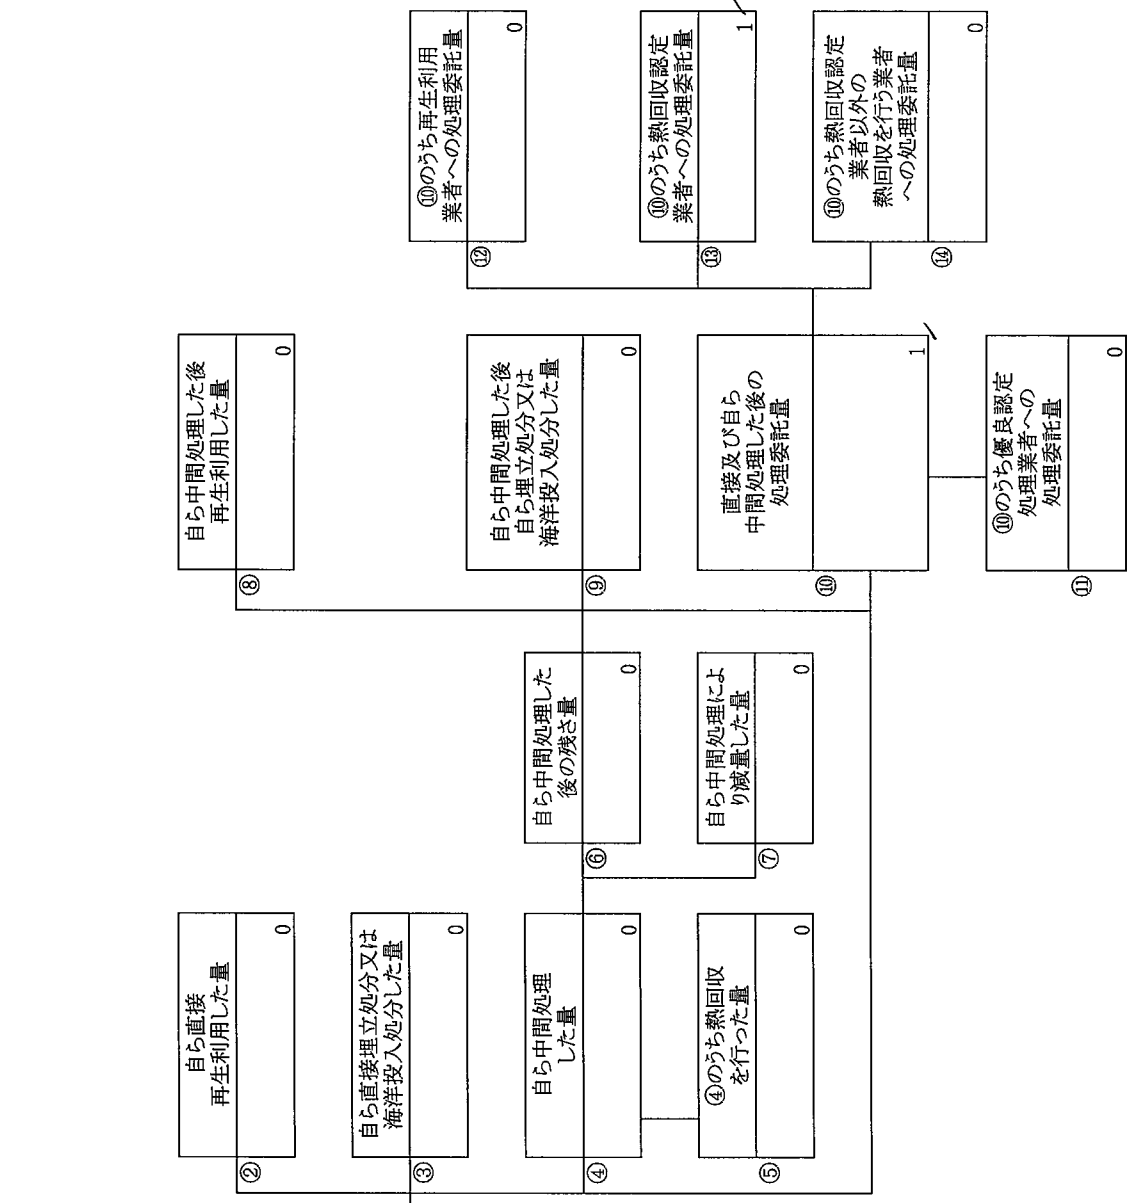 ②
自ら直接
再生利用した量
0
③
自ら直接埋立処分又は
海洋投入処分した量
0
④
自ら中間処理
した量
0
⑤
④のうち熱回収
を行った量
0
⑥
自ら中間処理した
後の残さ量
0
⑦
自ら中間処理によ
り減量した量
0
⑧
自ら中間処理した後
再生利用した量
0
⑨
自ら中間処理した後
自ら埋立処分又は
海洋投入処分した量
0
⑩
直接及び自ら
中間処理した後の
処理委託量
1
⑪
⑩のうち優良認定
処理業者への
処理委託量
0
⑫
⑩のうち再生利用
業者への処理委託量
0
⑬
⑩のうち熱回収認定
業者への処理委託量
1
⑭
⑩のうち熱回収認定
業者以外の
熱回収を行う業者
への処理委託量
0